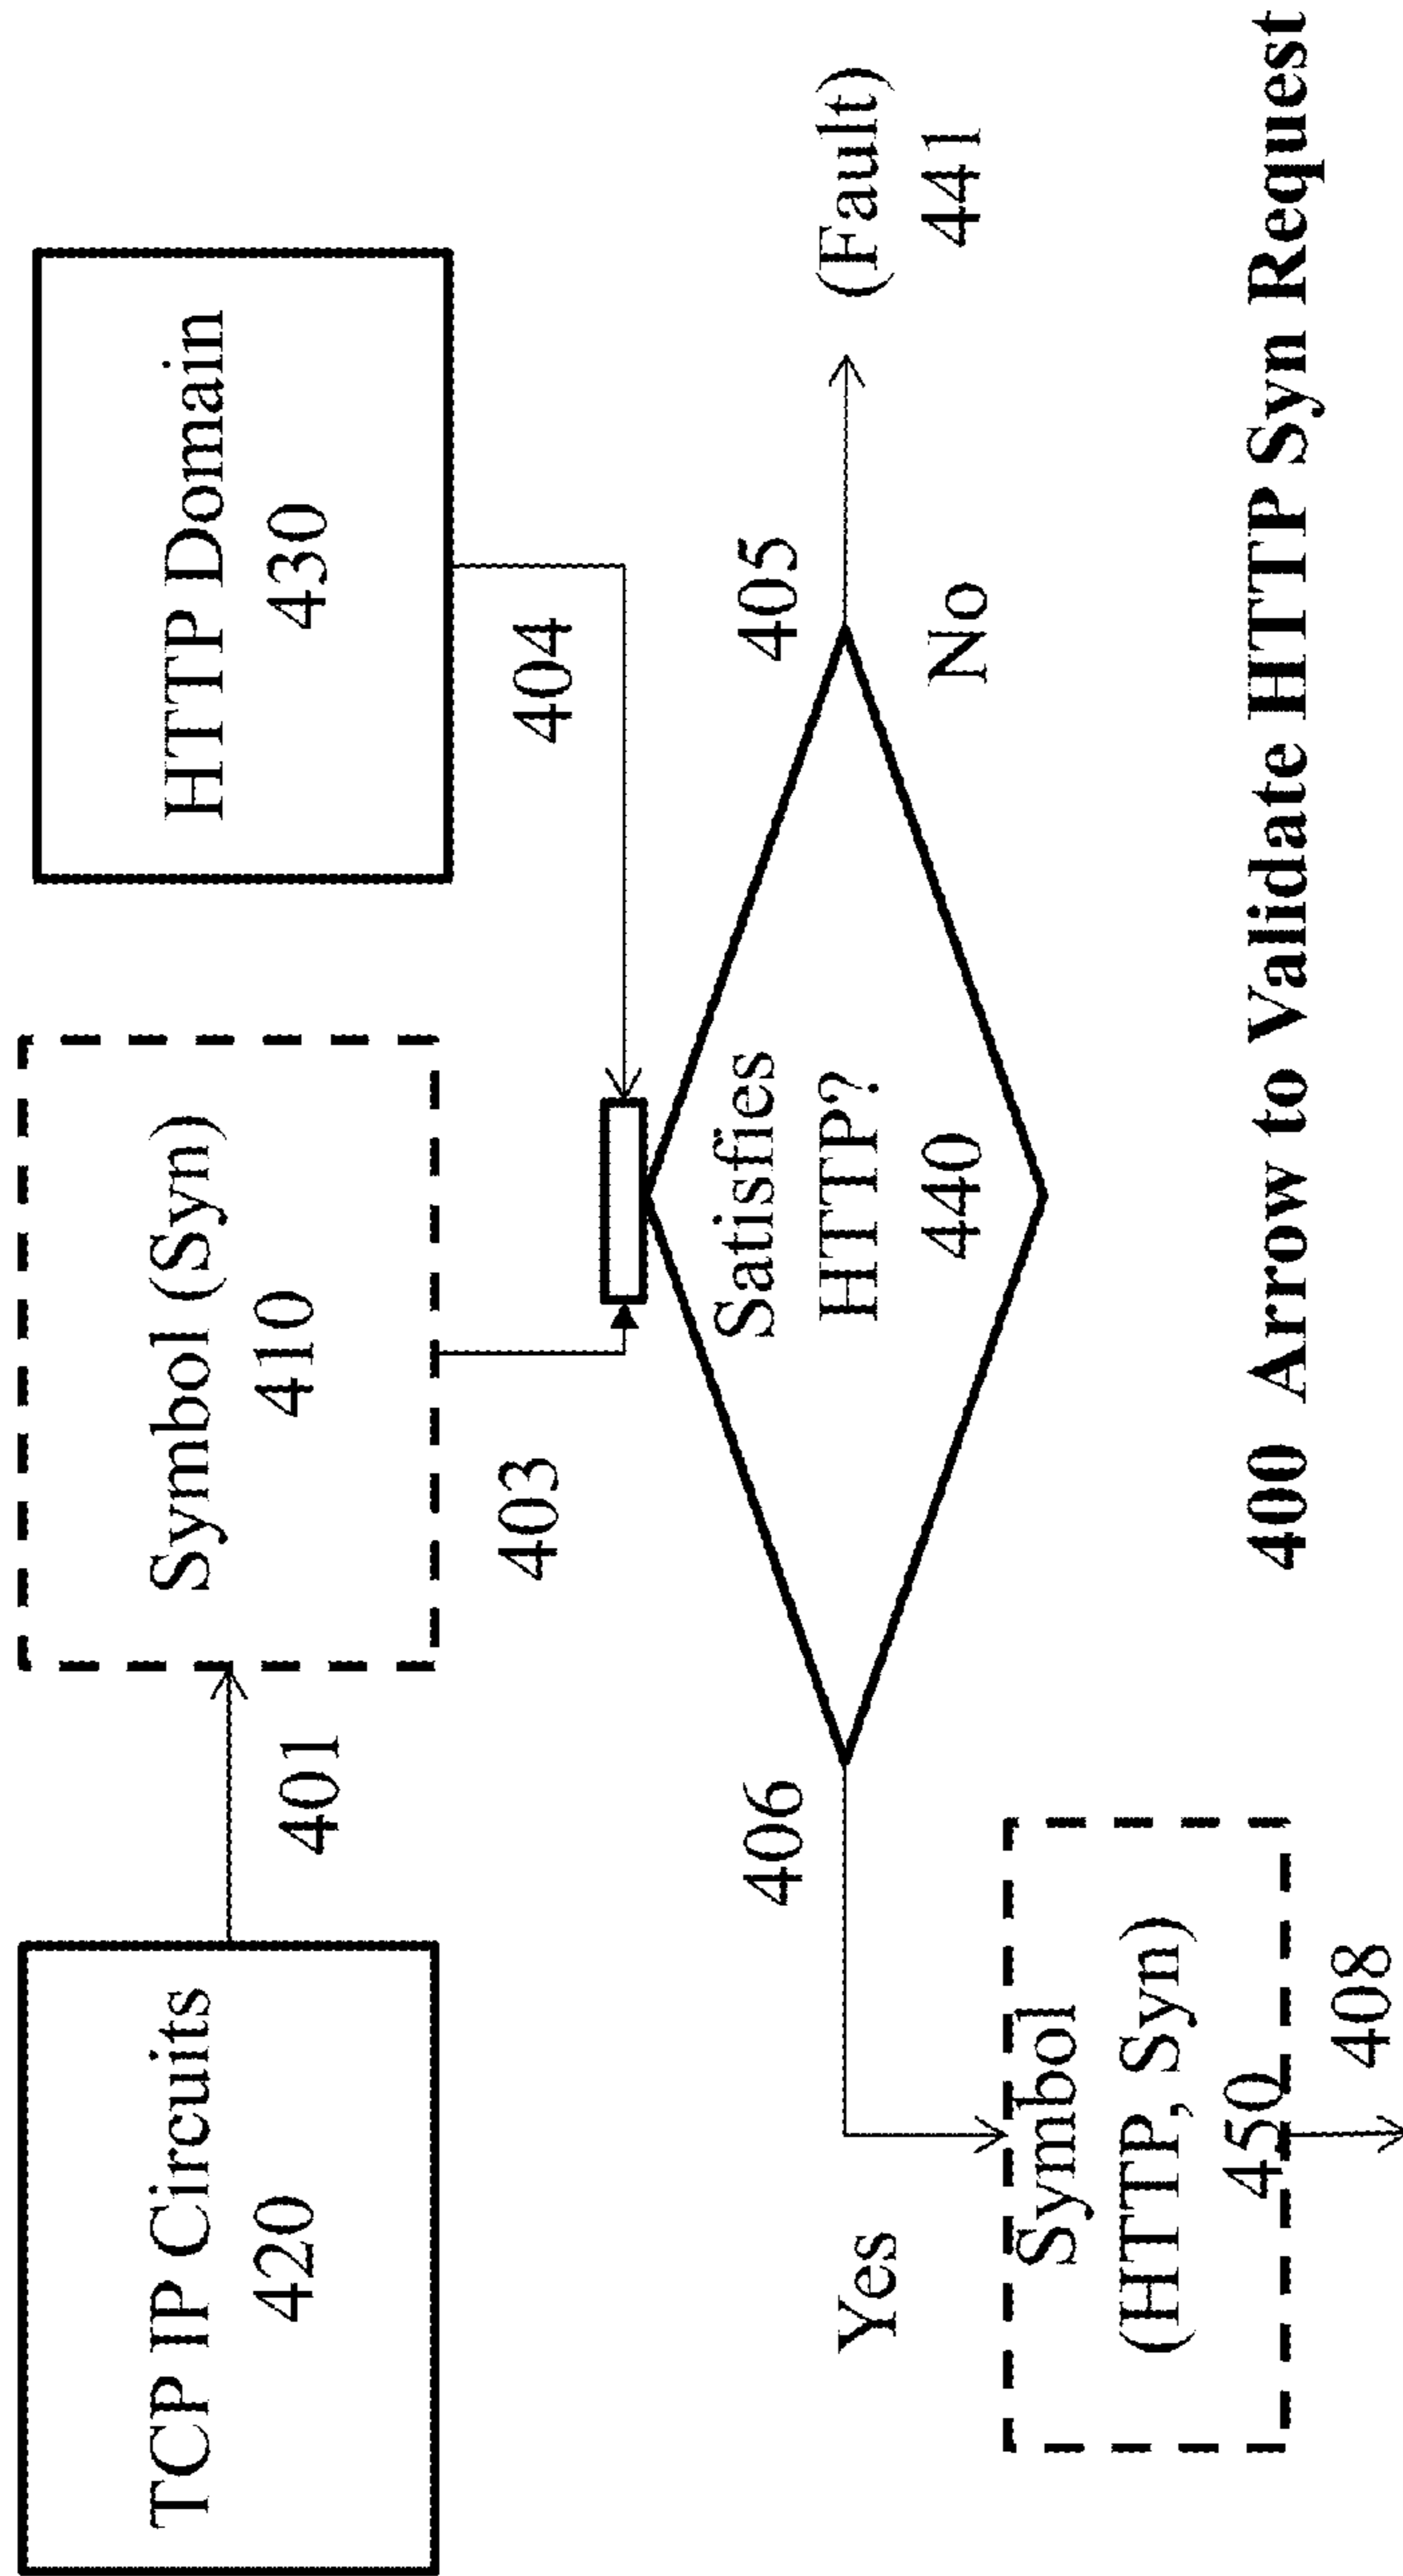 TCP IP Circuits
420
401
Symbol (Syn)
410
HTTP Domain
430
403
404
406
Satisfies
HTTP?
440
405
No
(Fault)
441
Yes
Symbol
(HTTP, Syn)
450
408
400 Arrow to Validate HTTP Syn Request